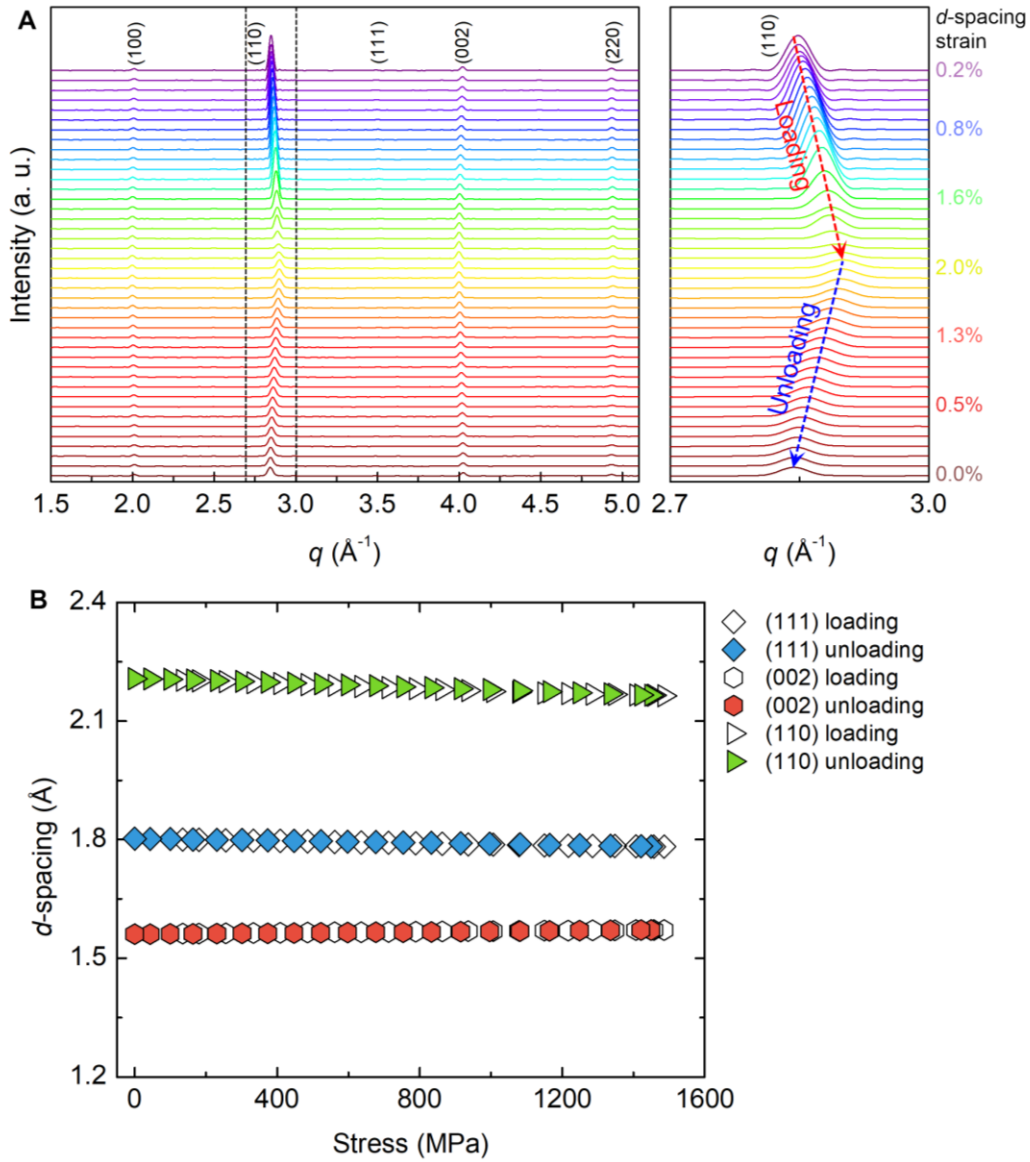 A
(100)
(110)
(111)
(002)
(220)
(110)
d-spacing
strain
0.2%
0.8%
1.6%
2.0%
1.3%
0.5%
0.0%
Loading
Unloading
Intensity (a. u.)
1.5 2.0 2.5 3.0 3.5 4.0 4.5 5.0
2.7 3.0
q (Å⁻¹)
q (Å⁻¹)
B
2.4
2.1
1.8
1.5
1.2
d-spacing (Å)
0 400 800 1200 1600
Stress (MPa)
(111) loading
(111) unloading
(002) loading
(002) unloading
(110) loading
(110) unloading